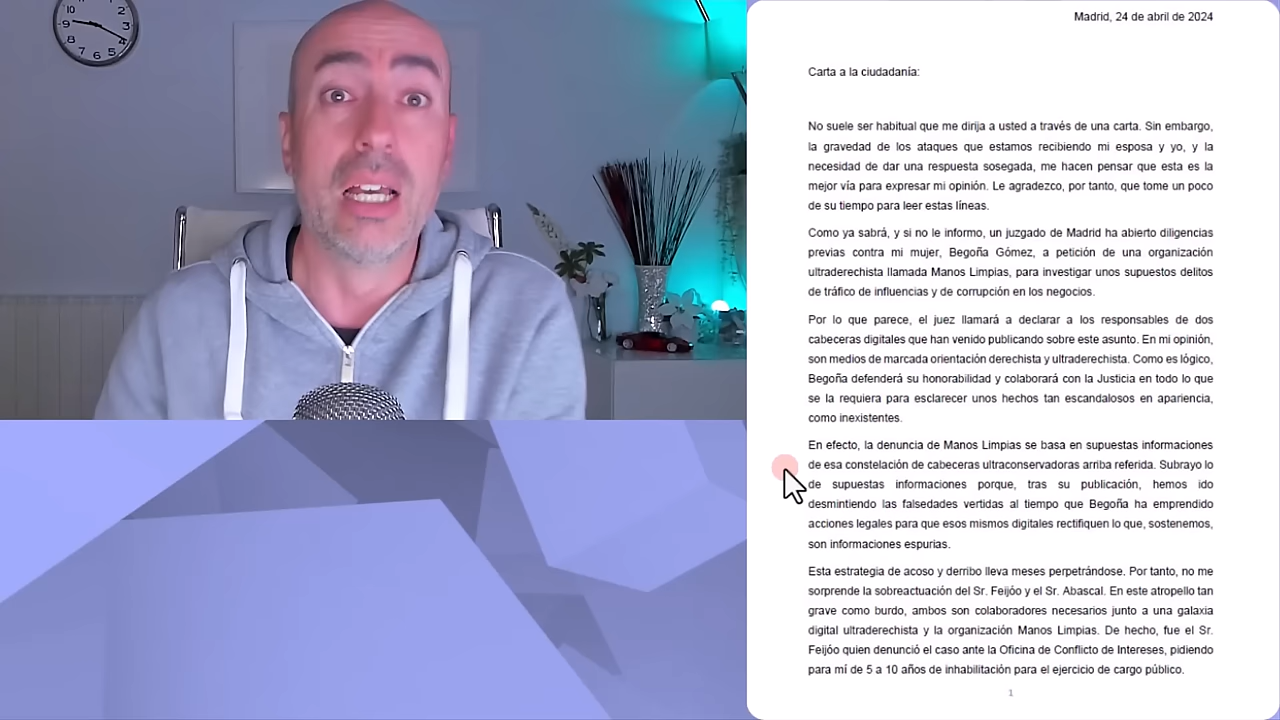 10
2
9
3
8
4
7
6
5
Madrid, 24 de abril de 2024
Carta a la ciudadanía:
No suele ser habitual que me dirija a usted a través de una carta. Sin embargo,
la gravedad de los ataques que estamos recibiendo mi esposa y yo, y la
necesidad de dar una respuesta sosegada, me hacen pensar que esta es la
mejor vía para expresar mi opinión. Le agradezco, por tanto, que tome un poco
de su tiempo para leer estas líneas.
Como ya sabrá, y si no le informo, un juzgado de Madrid ha abierto diligencias
previas contra mi mujer, Begoña Gómez, a petición de una organización
ultraderechista llamada Manos Limpias, para investigar unos supuestos delitos
de tráfico de influencias y de corrupción en los negocios.
Por lo que parece, el juez llamará a declarar a los responsables de dos
cabeceras digitales que han venido publicando sobre este asunto. En mi opinión,
son medios de marcada orientación derechista y ultraderechista. Como es lógico,
Begoña defenderá su honorabilidad y colaborará con la Justicia en todo lo que
se la requiera para esclarecer unos hechos tan escandalosos en apariencia,
como inexistentes.
En efecto, la denuncia de Manos Limpias se basa en supuestas informaciones
de esa constelación de cabeceras ultraconservadoras arriba referida. Subrayo lo
de supuestas informaciones porque, tras su publicación, hemos ido
desmintiendo las falsedades vertidas al tiempo que Begoña ha emprendido
acciones legales para que esos mismos digitales rectifiquen lo que, sostenemos,
son informaciones espurias.
Esta estrategia de acoso y derribo lleva meses perpetrándose. Por tanto, no me
sorprende la sobreactuación del Sr. Feijóo y el Sr. Abascal. En este atropello tan
grave como burdo, ambos son colaboradores necesarios junto a una galaxia
digital ultraderechista y la organización Manos Limpias. De hecho, fue el Sr.
Feijóo quien denunció el caso ante la Oficina de Conflicto de Intereses, pidiendo
para mí de 5 a 10 años de inhabilitación para el ejercicio de cargo público.
1